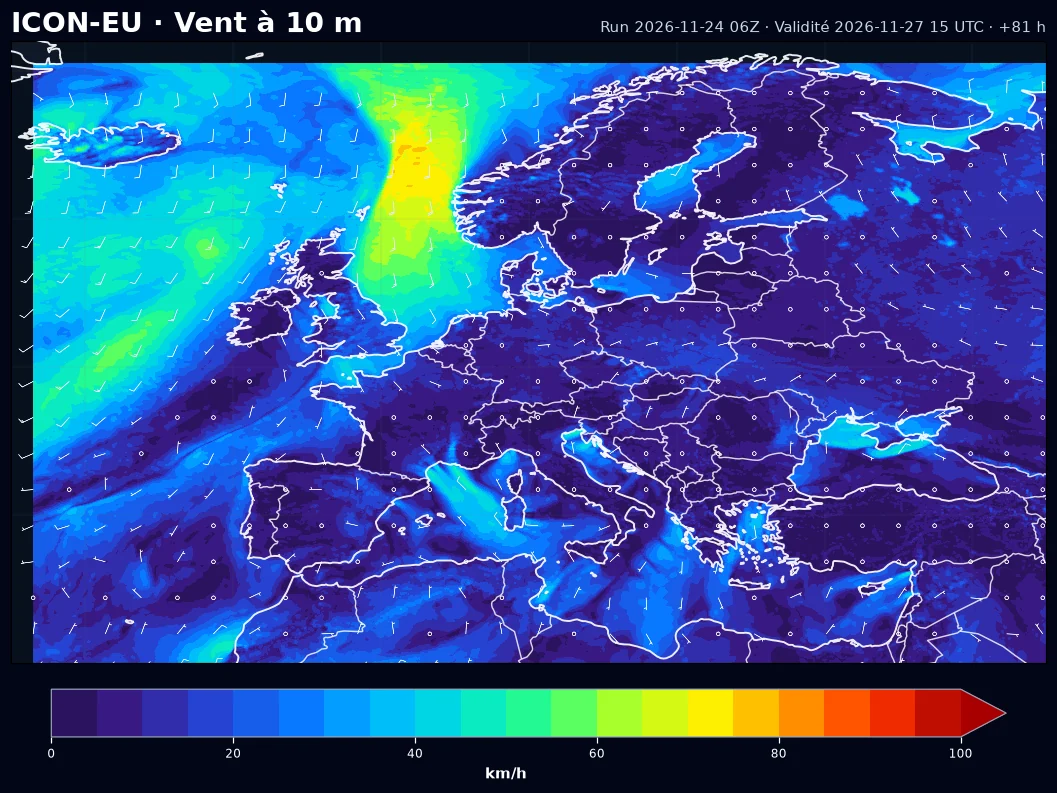 ICON-EU · Vent à 10 m
Run 2026-11-24 06Z · Validité 2026-11-27 15 UTC · +81 h
0 20 40 60 80 100
km/h